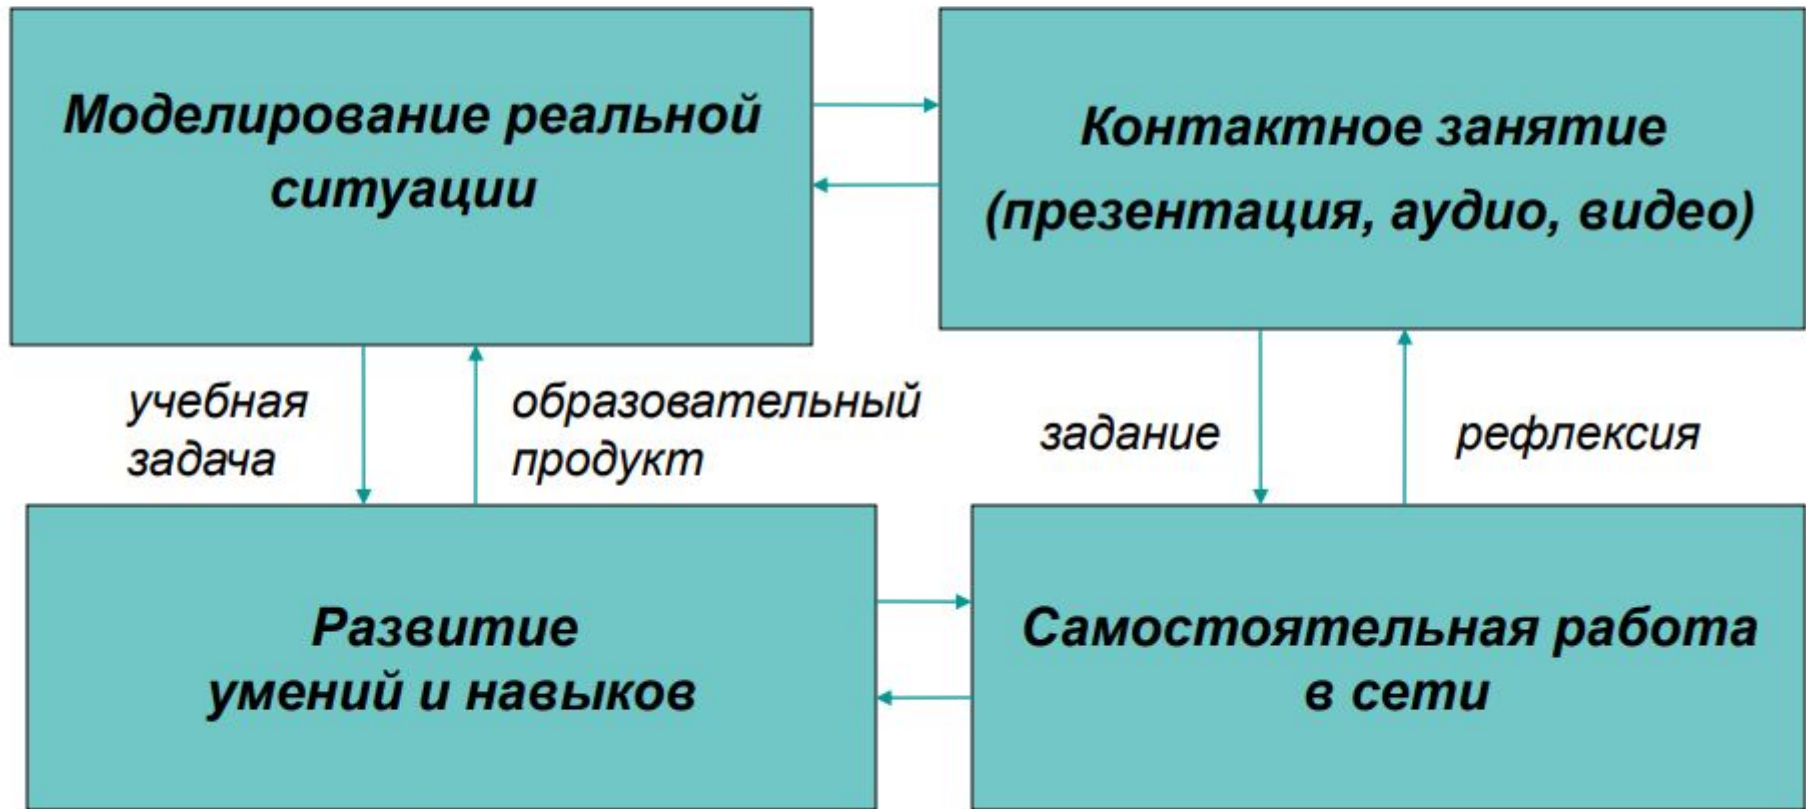 Моделирование реальной
ситуации
Контактное занятие
(презентация, аудио, видео)
учебная
задача
образовательный
продукт
задание
рефлексия
Развитие
умений и навыков
Самостоятельная работа
в сети